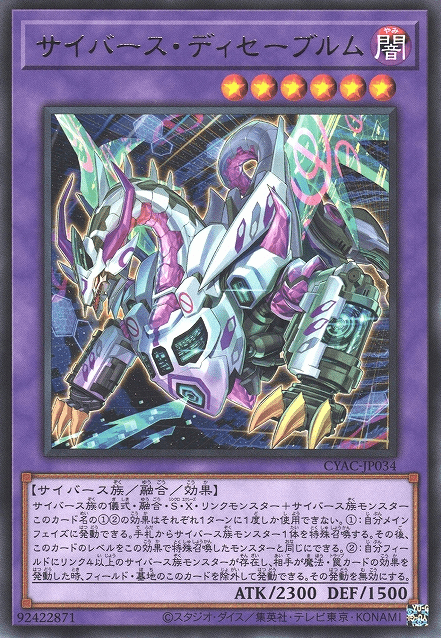 サイバース・ディセーブルム
闇
CYAC-JP034
【サイバース族/融合/効果】
サイバース族の儀式・融合・S・X・リンクモンスター+サイバース族モンスター
このカード名の①②の効果はそれぞれ1ターンに1度しか使用できない。①:自分メイン
フェイズに発動できる。手札からサイバース族モンスター1体を特殊召喚する。その後、
このカードのレベルをこの効果で特殊召喚したモンスターと同じにできる。②:自分フィー
ルドにリンク4以上のサイバース族モンスターが存在し、相手が魔法・罠カードの効果を
発動した時、フィールド・墓地のこのカードを除外して発動できる。その発動を無効にする。
ATK/2300 DEF/1500
92422871
©スタジオ・ダイス/集英社・テレビ東京・KONAMI